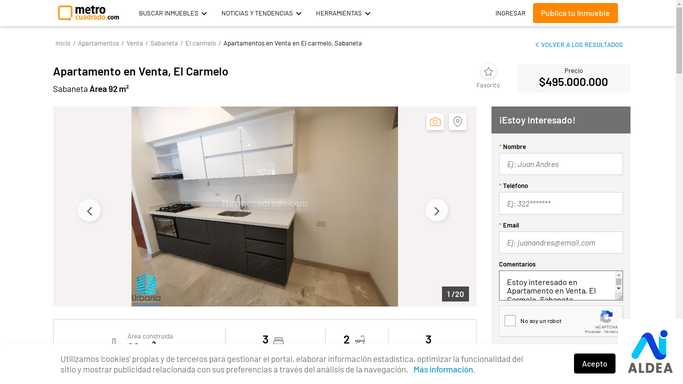 metro
cuadrado.com
BUSCAR INMUEBLES
NOTICIAS Y TENDENCIAS
HERRAMIENTAS
INGRESAR
Publica tu Inmueble
Inicio / Apartamentos / Venta / Sabaneta / El carmelo / Apartamentos en Venta en El carmelo, Sabaneta
VOLVER A LOS RESULTADOS
Apartamento en Venta, El Carmelo
Sabaneta Área 92 m²
Favorito
Precio
$495.000.000
Urbania
1 / 20
¡Estoy Interesado!
* Nombre
Ej: Juan Andres
* Teléfono
Ej: 322*******
* Email
Ej: juanandres@email.com
Comentarios
Estoy interesado en
Apartamento en Venta, El
Carmelo, Sabaneta
No soy un robot
reCAPTCHA
Privacidad - Términos
Área construida
3
2
3
Utilizamos 'cookies' propias y de terceros para gestionar el portal, elaborar información estadística, optimizar la funcionalidad del
sitio y mostrar publicidad relacionada con sus preferencias a través del análisis de la navegación. Más información.
Acepto
ALDEA